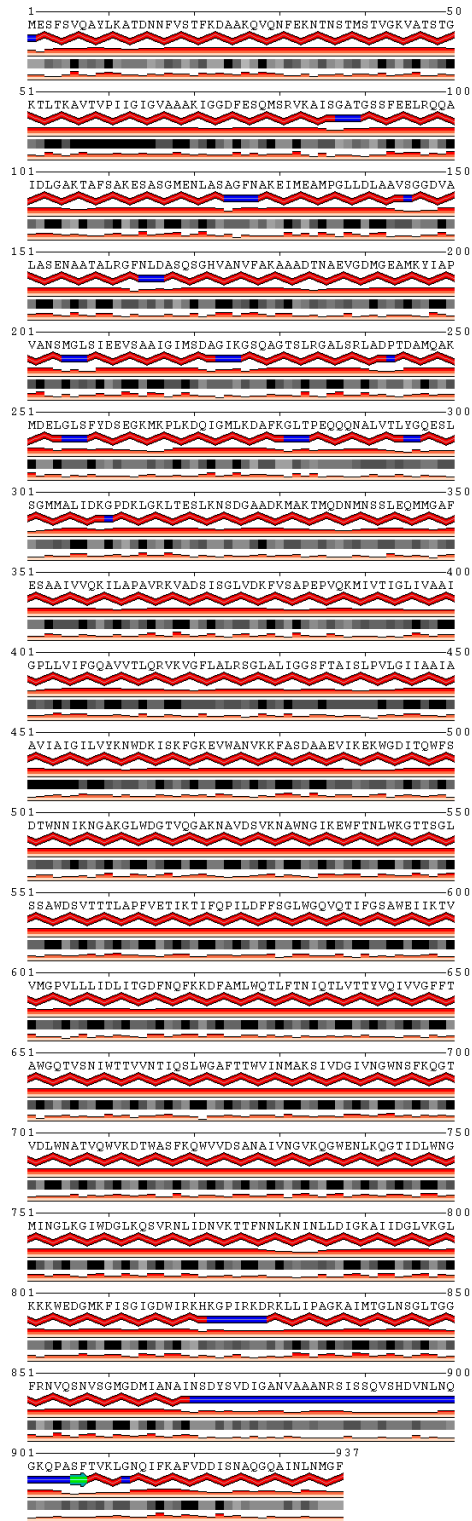 1 50
MESFSVQAYLKATDNNFVSTFKDAAKQVQNFEKNTNSTMSTVGKVATSTG
51 100
KTLTKAVTVPIIGIGVAAAKIGGDFESQMSRVKAISGATGSSFEELRQQA
101 150
IDLGAKTAFSAKESASGMENLASAGFNAKEIMEAMPGLLDLAAVSGGDVA
151 200
LASENAATALRGFNLDASQSGHVANVFAKAAADTNAEVGDMGEAMKYIAP
201 250
VANSMGLSIEEVSAAIGIMSDAGIKGSQAGTSLRGALSRLADPTDAMQAK
251 300
MDELGLSFYDSEGKMKPLKDQIGMLKDAFKGLTPEQQQNALVTLYGQESL
301 350
SGMMALIDKGPDKLGKLTESLKNSDGAADKMAKTMQDNMNSSLEQMMGAF
351 400
ESAAIVVQKILAPAVRKVADSISGLVDKFVSAPEPVQKMIVTIGLIVAAI
401 450
GPLLVIFGQAVVTLQRVKVGFLALRSGLALIGGSFTAISLPVLGIIAAIA
451 500
AVIAIGILVYKNWDKISKFGKEVWANVKKFASDAAEVIKEKWGDITQWFS
501 550
DTWNNIKNGAKGLWDGTVQGAKNAVDSVKNAWNGIKEWFTNLWKGTTSGL
551 600
SSAWDSVTTTLAPFVETIKTIFQPILDFFSGLWGQVQTIFGSAWEIIKTV
601 650
VMGPVLLLIDLITGDFNQFKKDFAMLWQTLFTNIQTLVTTYVQIVVGFFT
651 700
AWGQTVSNIWTTVVNTIQSLWGAFTTWVINMAKSIVDGIVNGWNSFKQGT
701 750
VDLWNATVQWVKDTWASFKQWVVDSANAIVNGVKQGWENLKQGTIDLWNG
751 800
MINGLKGIWDGLKQSVRNLIDNVKTTFNNLKNINLLDIGKAIIDGLVKGL
801 850
KKKWEDGMKFISGIGDWIRKHKGPIRKDRKLLIPAGKAIMTGLNSGLTGG
851 900
FRNVQSNVSGMGDMIANAINSDYSVDIGANVAAANRSISSQVSHDVNLNQ
901 937
GKQPASFTVKLGNQIFKAFVDDISNAQGQAINLNMGF